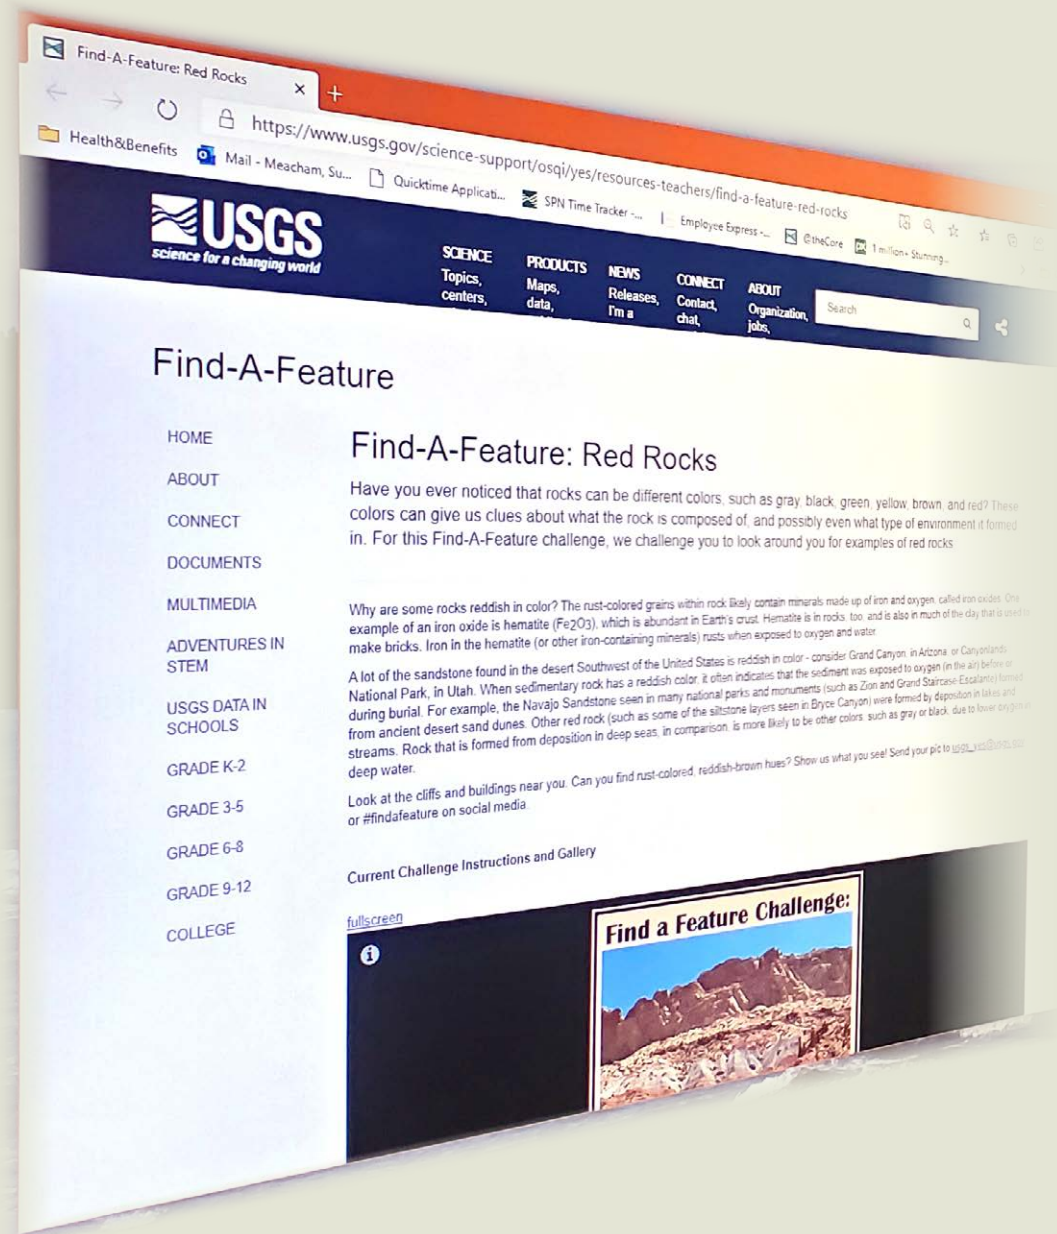 Find-A-Feature: Red Rocks
https://www.usgs.gov/science-support/osqi/yes/resources-teachers/find-a-feature-red-rocks
Health&Benefits
Mail - Meacham, Su...
Quicktime Applicati...
SPN Time Tracker -...
Employee Express -...
@theCore
1 million+ Stunning...
USGS
science for a changing world
SCIENCE
Topics,
centers,
PRODUCTS
Maps,
data,
NEWS
Releases,
I'm a
CONNECT
Contact,
chat,
ABOUT
Organization,
jobs,
Search
Find-A-Feature
HOME
ABOUT
CONNECT
DOCUMENTS
MULTIMEDIA
ADVENTURES IN
STEM
USGS DATA IN
SCHOOLS
GRADE K-2
GRADE 3-5
GRADE 6-8
GRADE 9-12
COLLEGE
Find-A-Feature: Red Rocks
Have you ever noticed that rocks can be different colors, such as gray, black, green, yellow, brown, and red? These
colors can give us clues about what the rock is composed of, and possibly even what type of environment it formed
in. For this Find-A-Feature challenge, we challenge you to look around you for examples of red rocks
Why are some rocks reddish in color? The rust-colored grains within rock likely contain minerals made up of iron and oxygen, called iron oxides. One
example of an iron oxide is hematite (Fe2O3), which is abundant in Earth's crust. Hematite is in rocks, too, and is also in much of the clay that is used to
make bricks. Iron in the hematite (or other iron-containing minerals) rusts when exposed to oxygen and water.
A lot of the sandstone found in the desert Southwest of the United States is reddish in color - consider Grand Canyon, in Arizona, or Canyonlands
National Park, in Utah. When sedimentary rock has a reddish color, it often indicates that the sediment was exposed to oxygen (in the air) before or
during burial. For example, the Navajo Sandstone seen in many national parks and monuments (such as Zion and Grand Staircase-Escalante) formed
from ancient desert sand dunes. Other red rock (such as some of the siltstone layers seen in Bryce Canyon) were formed by deposition in lakes and
streams. Rock that is formed from deposition in deep seas, in comparison, is more likely to be other colors, such as gray or black, due to lower oxygen in
deep water.
Look at the cliffs and buildings near you. Can you find rust-colored, reddish-brown hues? Show us what you see! Send your pic to
or #findafeature on social media.
Current Challenge Instructions and Gallery
fullscreen
Find a Feature Challenge: